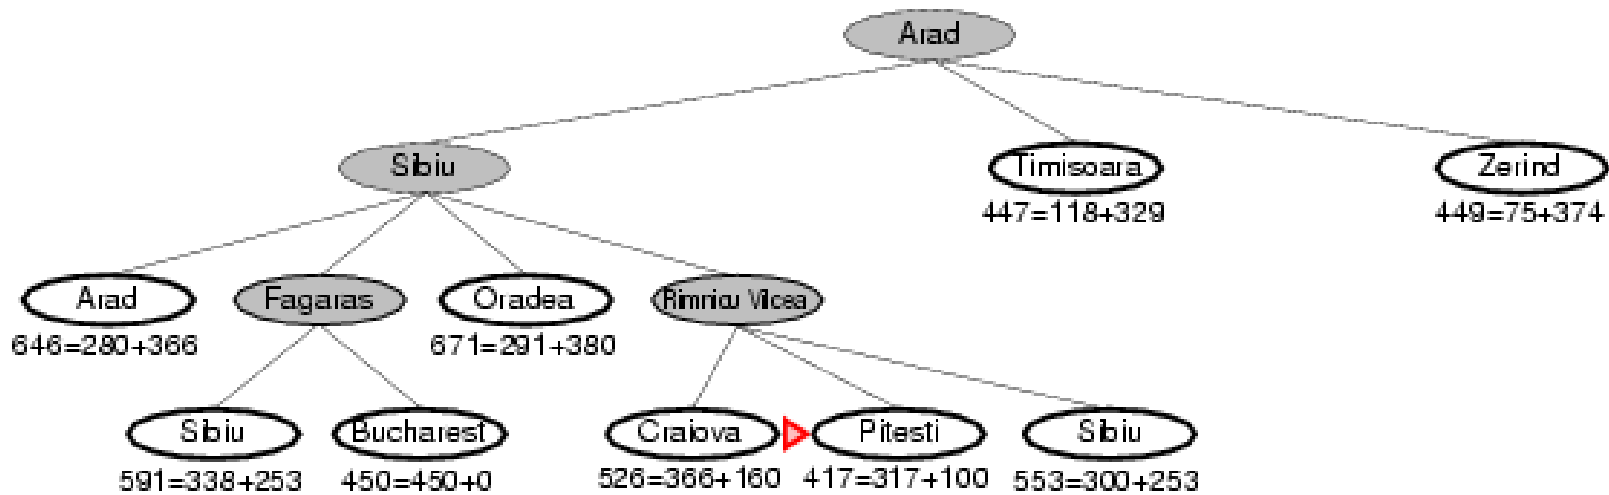 Arad
Sibiu
Timisoara
Zerind
447=118+329
449=75+374
Arad
Fagaras
Oradea
Rimnicu Vilcea
646=280+366
671=291+380
Sibiu
Bucharest
Craiova
Pitesti
Sibiu
591=338+253
450=450+0
526=366+160
417=317+100
553=300+253